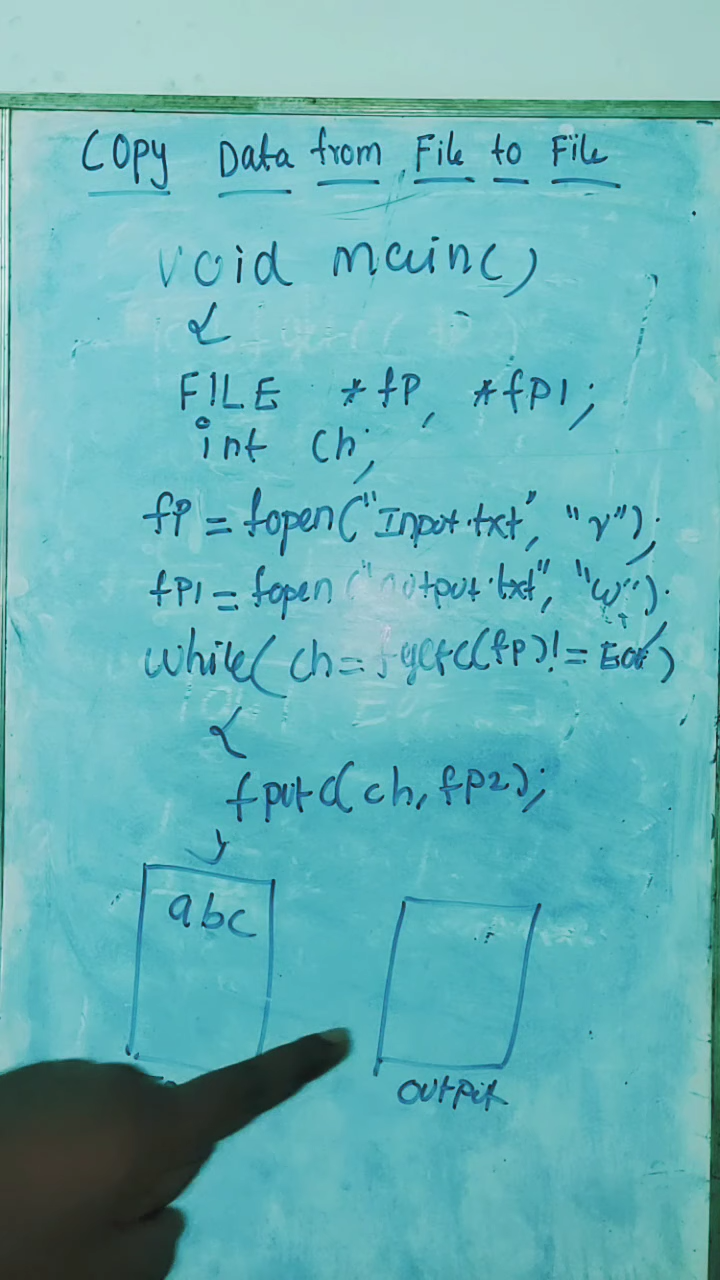 Copy Data from File to File
void main()
{
FILE *fp, *fp1;
int ch;
fp = fopen("Input.txt", "r");
fp1 = fopen("output.txt", "w");
while(ch=fgetc(fp)!= EOF)
{
fputc(ch, fp2);
}
abc
output